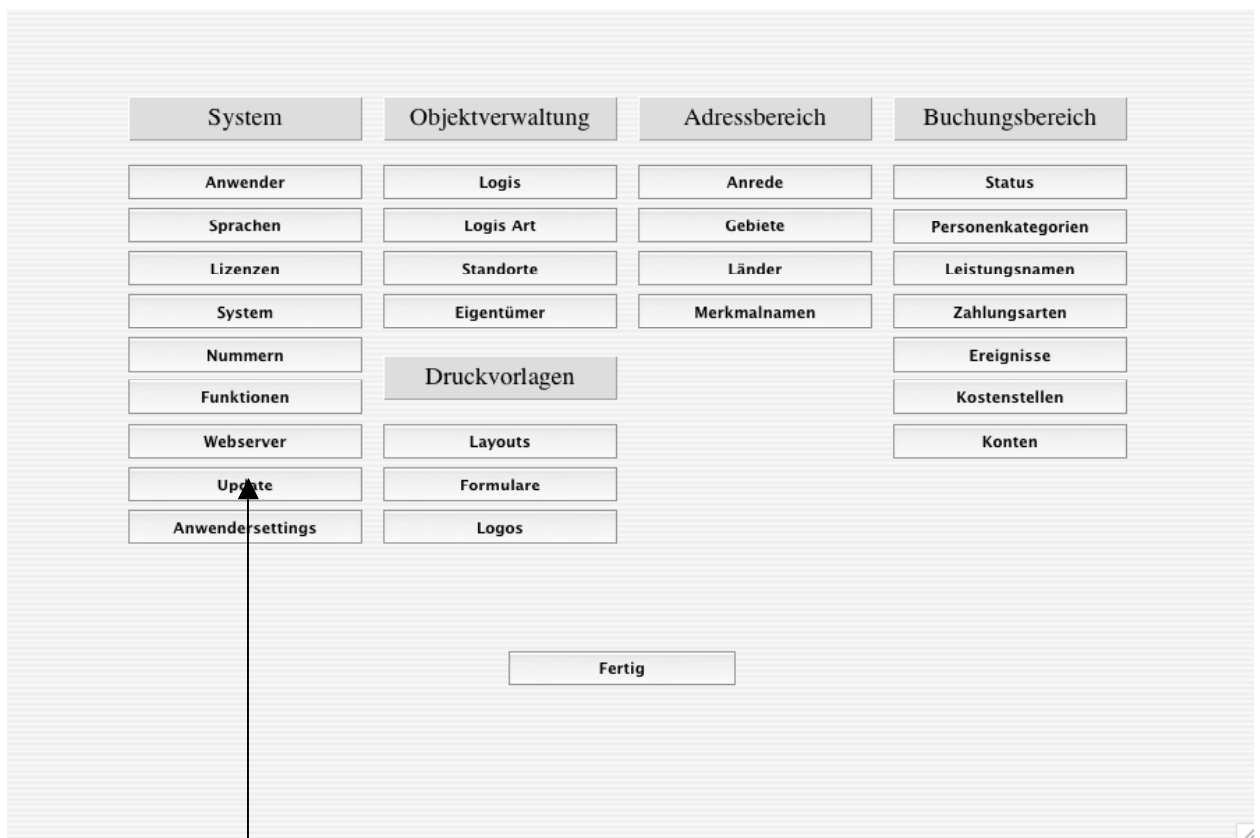 System
Anwender
Sprachen
Lizenzen
System
Nummern
Funktionen
Webserver
Update
Anwendersettings
Objektverwaltung
Logis
Logis Art
Standorte
Eigentümer
Druckvorlagen
Layouts
Formulare
Logos
Adressbereich
Anrede
Gebiete
Länder
Merkmalnamen
Buchungsbereich
Status
Personenkategorien
Leistungsnamen
Zahlungsarten
Ereignisse
Kostenstellen
Konten
Fertig